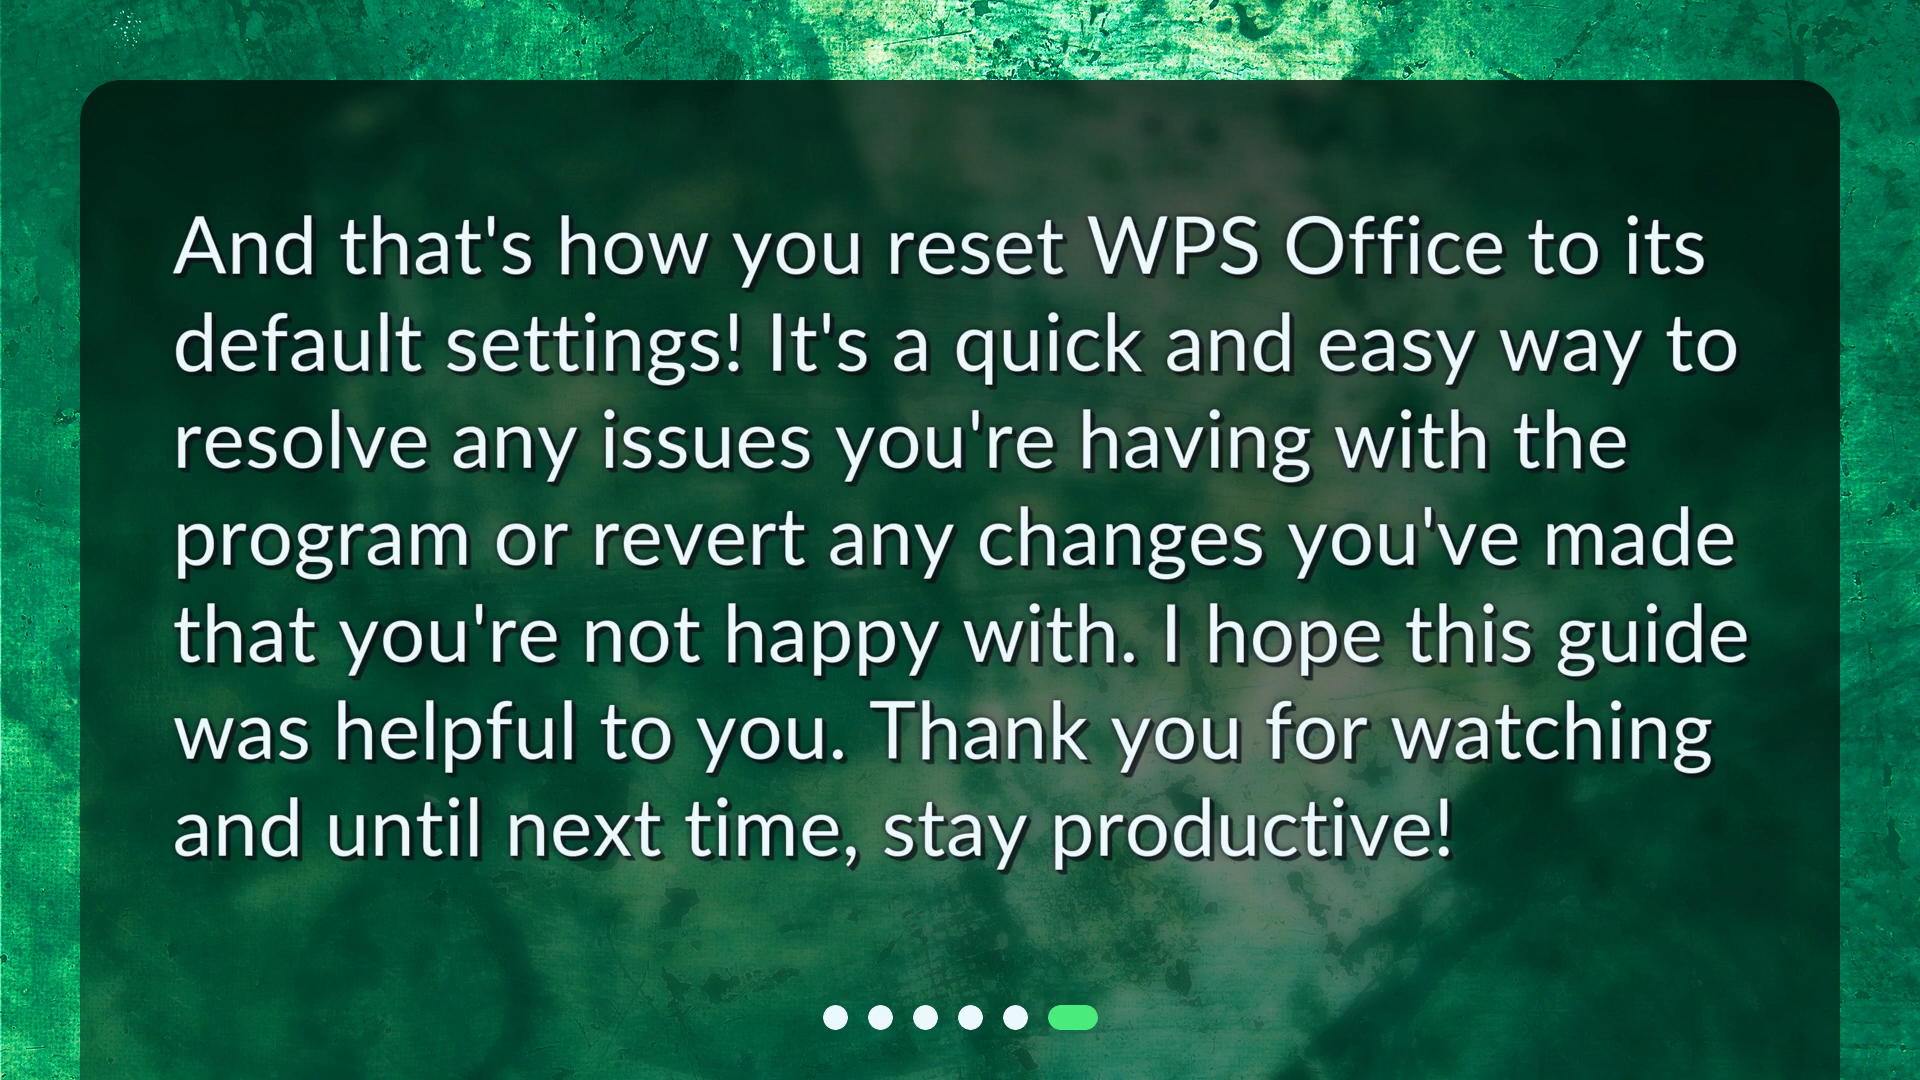 And that's how you reset WPS Office to its
default settings! It's a quick and easy way to
resolve any issues you're having with the
program or revert any changes you've made
that you're not happy with. I hope this guide
was helpful to you. Thank you for watching
and until next time, stay productive!